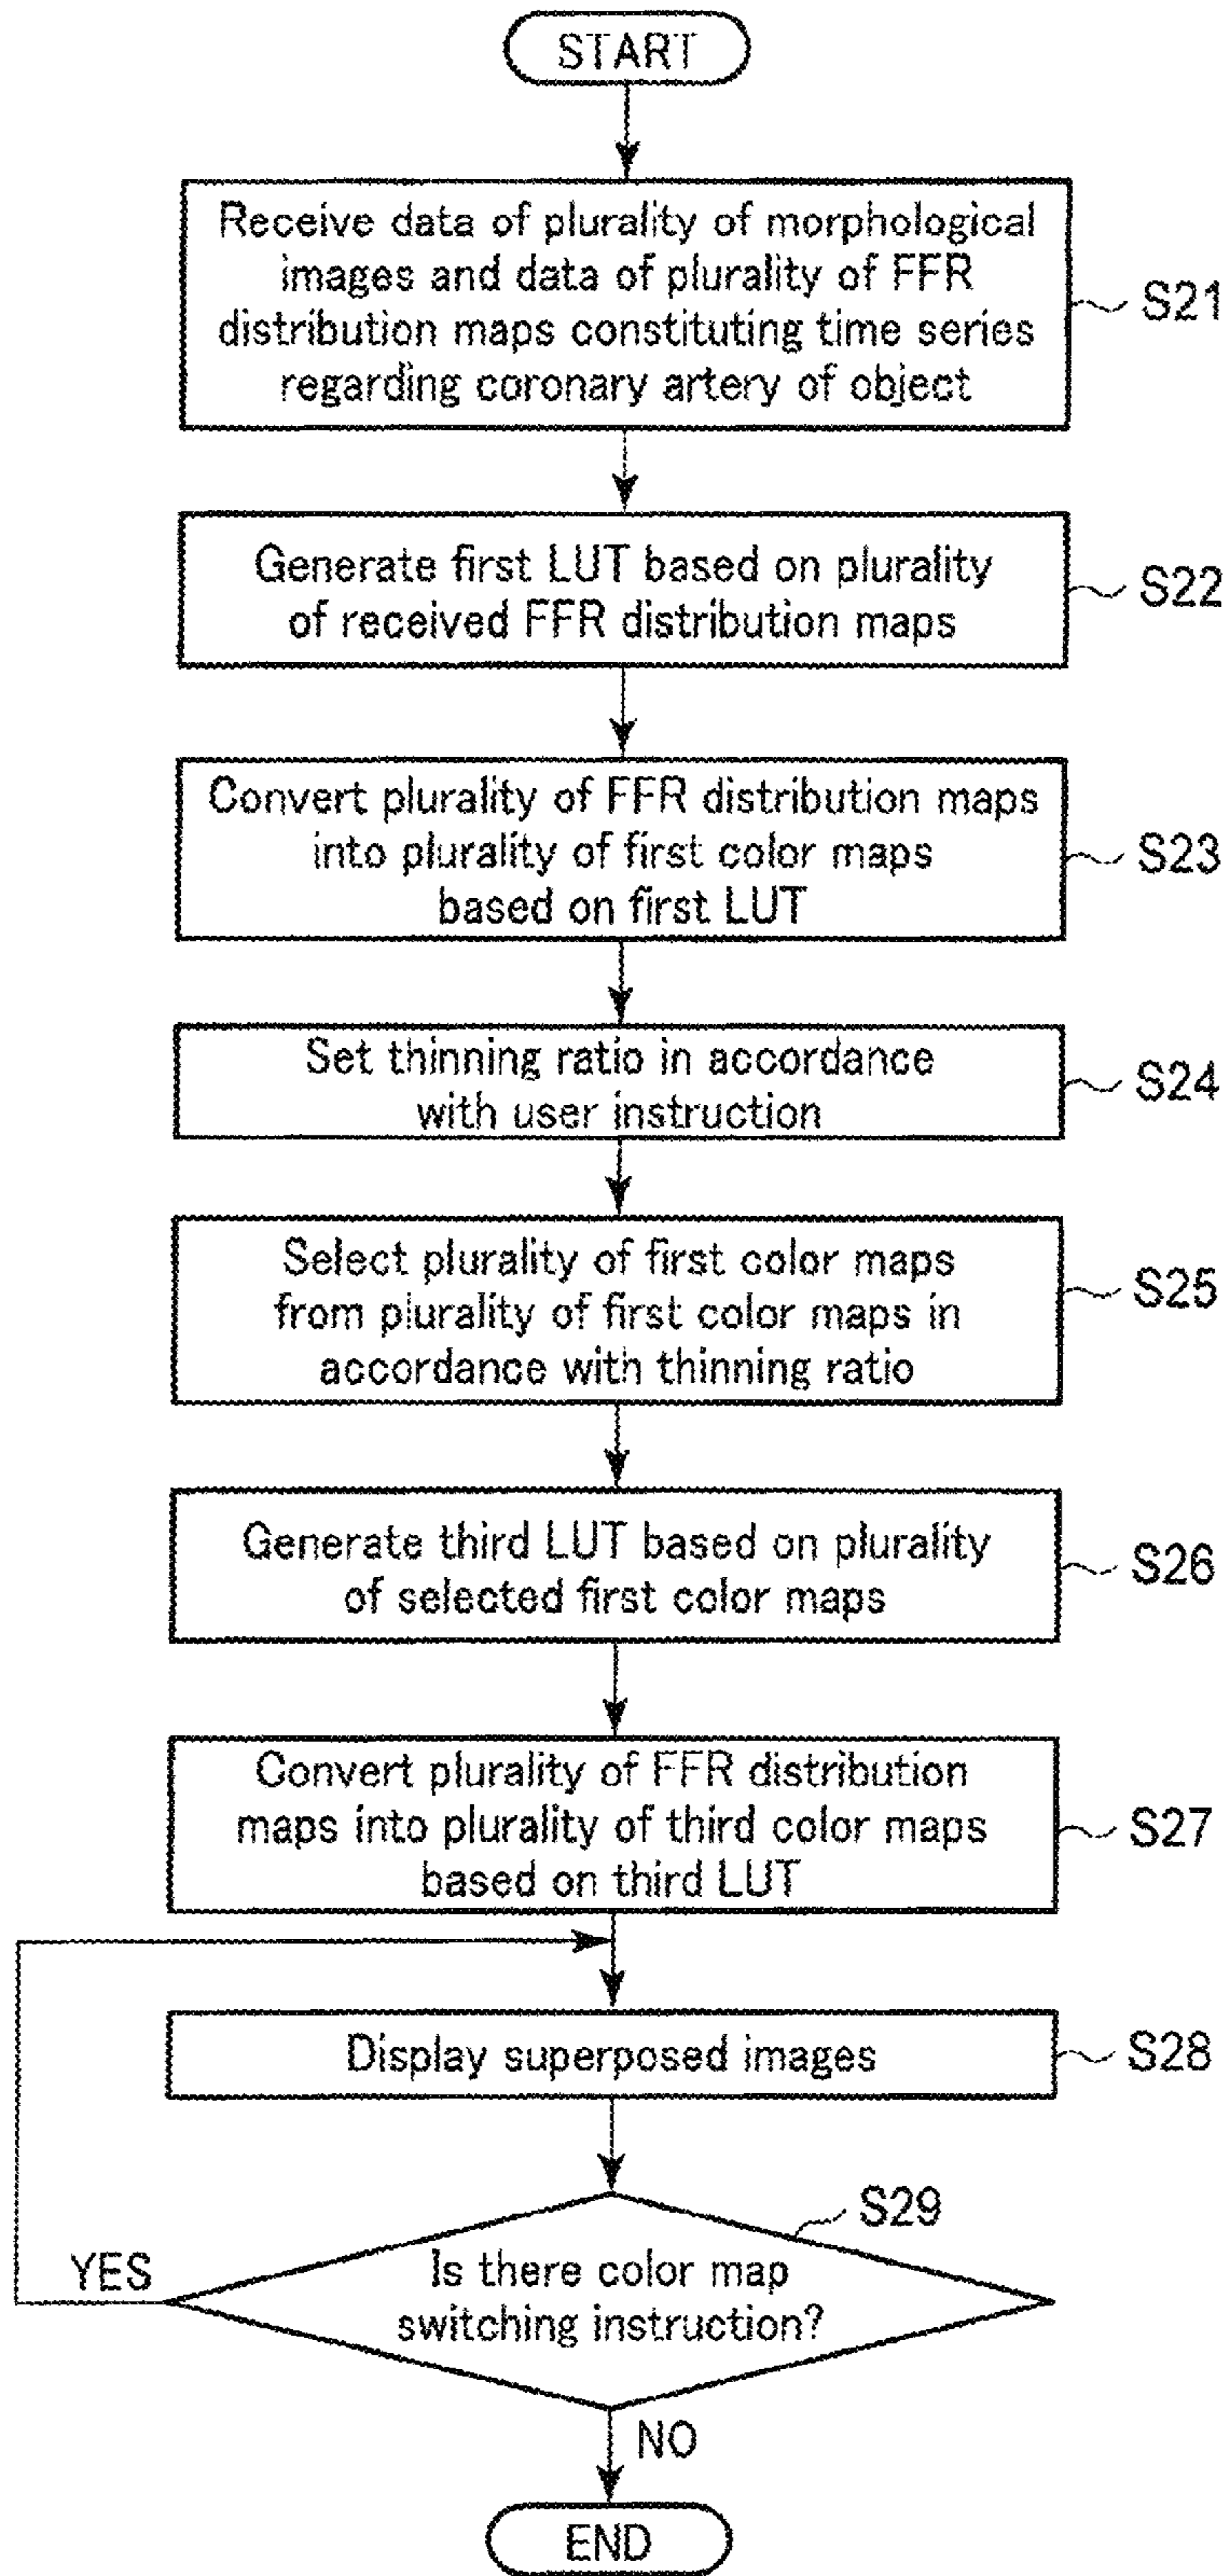 START
Receive data of plurality of morphological
images and data of plurality of FFR
distribution maps constituting time series
regarding coronary artery of object
S21
Generate first LUT based on plurality
of received FFR distribution maps
S22
Convert plurality of FFR distribution maps
into plurality of first color maps
based on first LUT
S23
Set thinning ratio in accordance
with user instruction
S24
Select plurality of first color maps
from plurality of first color maps in
accordance with thinning ratio
S25
Generate third LUT based on plurality
of selected first color maps
S26
Convert plurality of FFR distribution
maps into plurality of third color maps
based on third LUT
S27
Display superposed images
S28
S29
YES
Is there color map
switching instruction?
NO
END